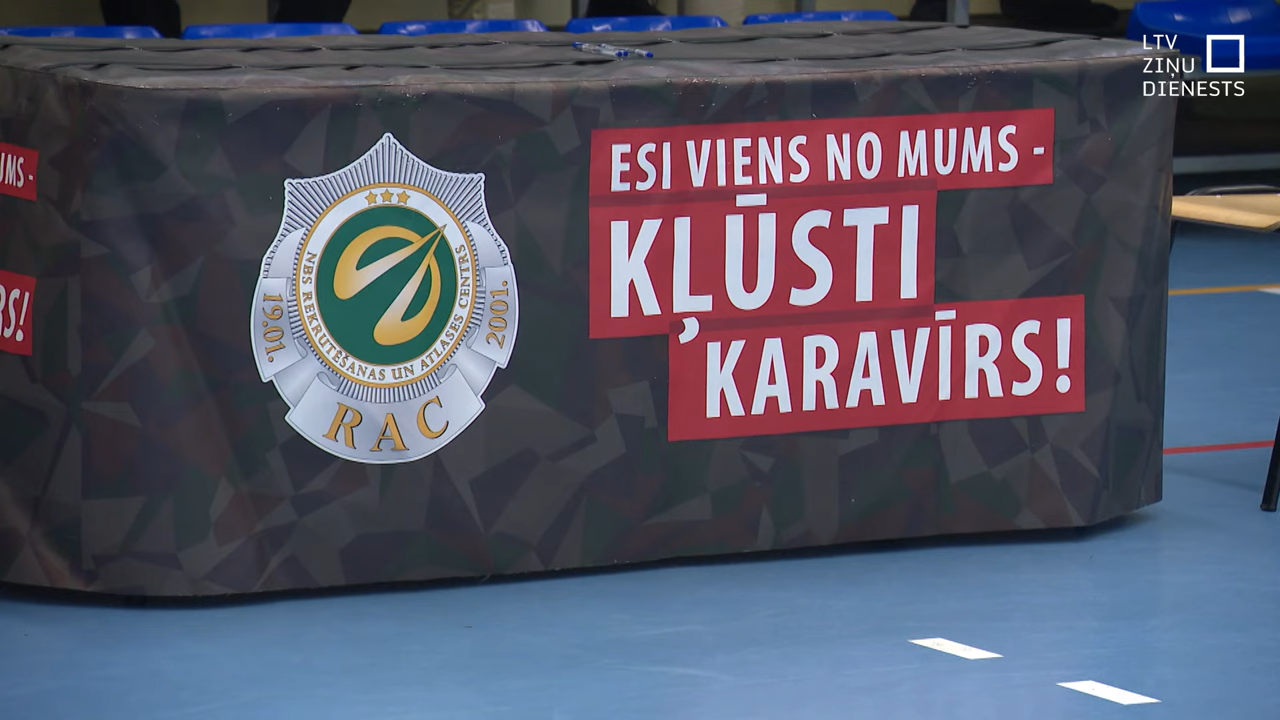 LTV
ZIŅU
DIENESTS
UMS -
RS!
ESI VIENS NO MUMS -
KĻŪSTI
KARAVĪRS!
NBS REKRUTĒŠANAS UN ATLASES CENTRS
19.01.
2001.
RAC